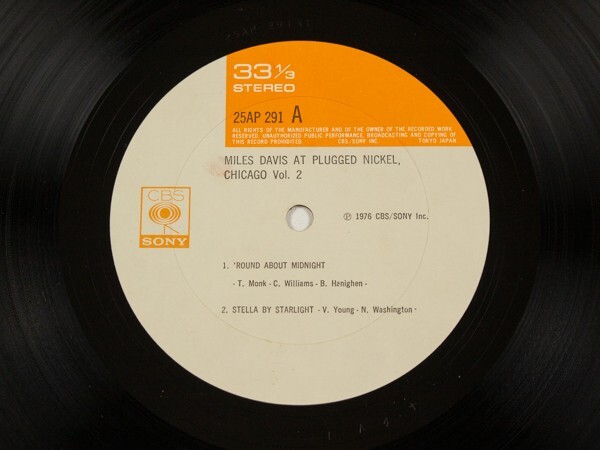 33 1/3
STEREO
25AP 291 A
ALL RIGHTS OF THE MANUFACTURER AND OF THE OWNER OF THE RECORDED WORK
RESERVED. UNAUTHORIZED PUBLIC PERFORMANCE, BROADCASTING AND COPYING OF
THIS RECORD PROHIBITED CBS/SONY INC. TOKYO JAPAN
MILES DAVIS AT PLUGGED NICKEL,
CHICAGO Vol. 2
CBS
SONY
Ⓟ 1976 CBS/SONY Inc.
1. 'ROUND ABOUT MIDNIGHT
· T. Monk · C. Williams · B. Henighen ·
2. STELLA BY STARLIGHT · V. Young · N. Washington ·